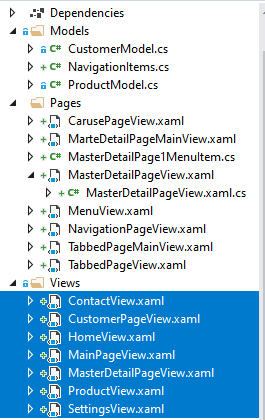 Dependencies
Models
C# CustomerModel.cs
C# NavigationItems.cs
C# ProductModel.cs
Pages
CarusePageView.xaml
MarteDetailPageMainView.xaml
C# MasterDetailPage1MenuItem.cs
MasterDetailPageView.xaml
C# MasterDetailPageView.xaml.cs
MenuView.xaml
NavigationPageView.xaml
TabbedPageMainView.xaml
TabbedPageView.xaml
Views
ContactView.xaml
CustomerPageView.xaml
HomeView.xaml
MainPageView.xaml
MasterDetailPageView.xaml
ProductView.xaml
SettingsView.xaml